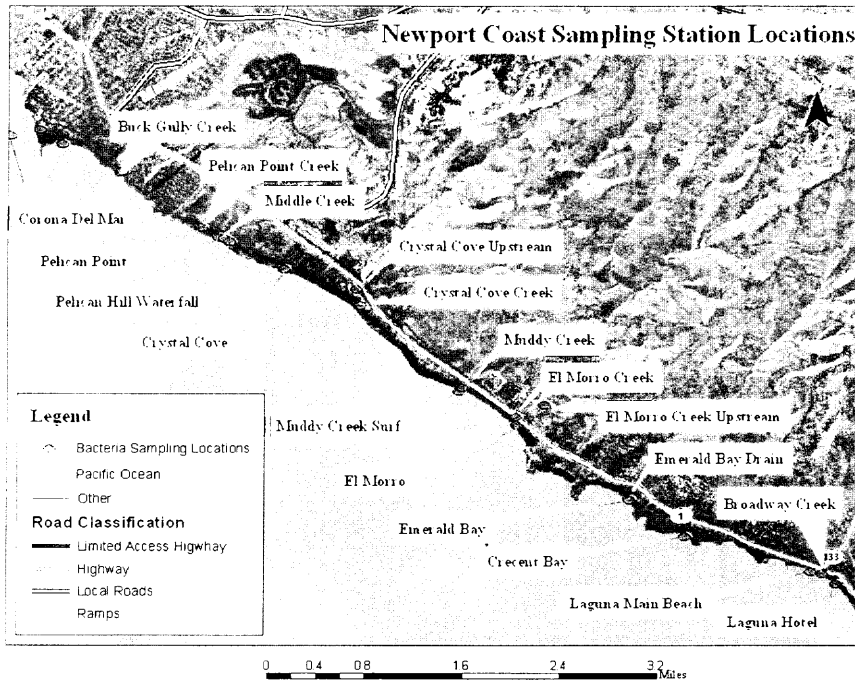 Newport Coast Sampling Station Locations
Buck Gully Creek
Pelican Point Creek
Middle Creek
Corona Del Mar
Crystal Cove Upstream
Pelican Point
Crystal Cove Creek
Pelican Hill Waterfall
Muddy Creek
Crystal Cove
El Morro Creek
El Morro Creek Upstream
Muddy Creek Surf
Emerald Bay Drain
El Morro
Broadway Creek
Emerald Bay
1
Crecent Bay
133
Laguna Main Beach
Laguna Hotel
Legend
Bacteria Sampling Locations
Pacific Ocean
Other
Road Classification
Limited Access Higwhay
Highway
Local Roads
Ramps
0 0.4 0.8 1.6 2.4 3.2
Miles